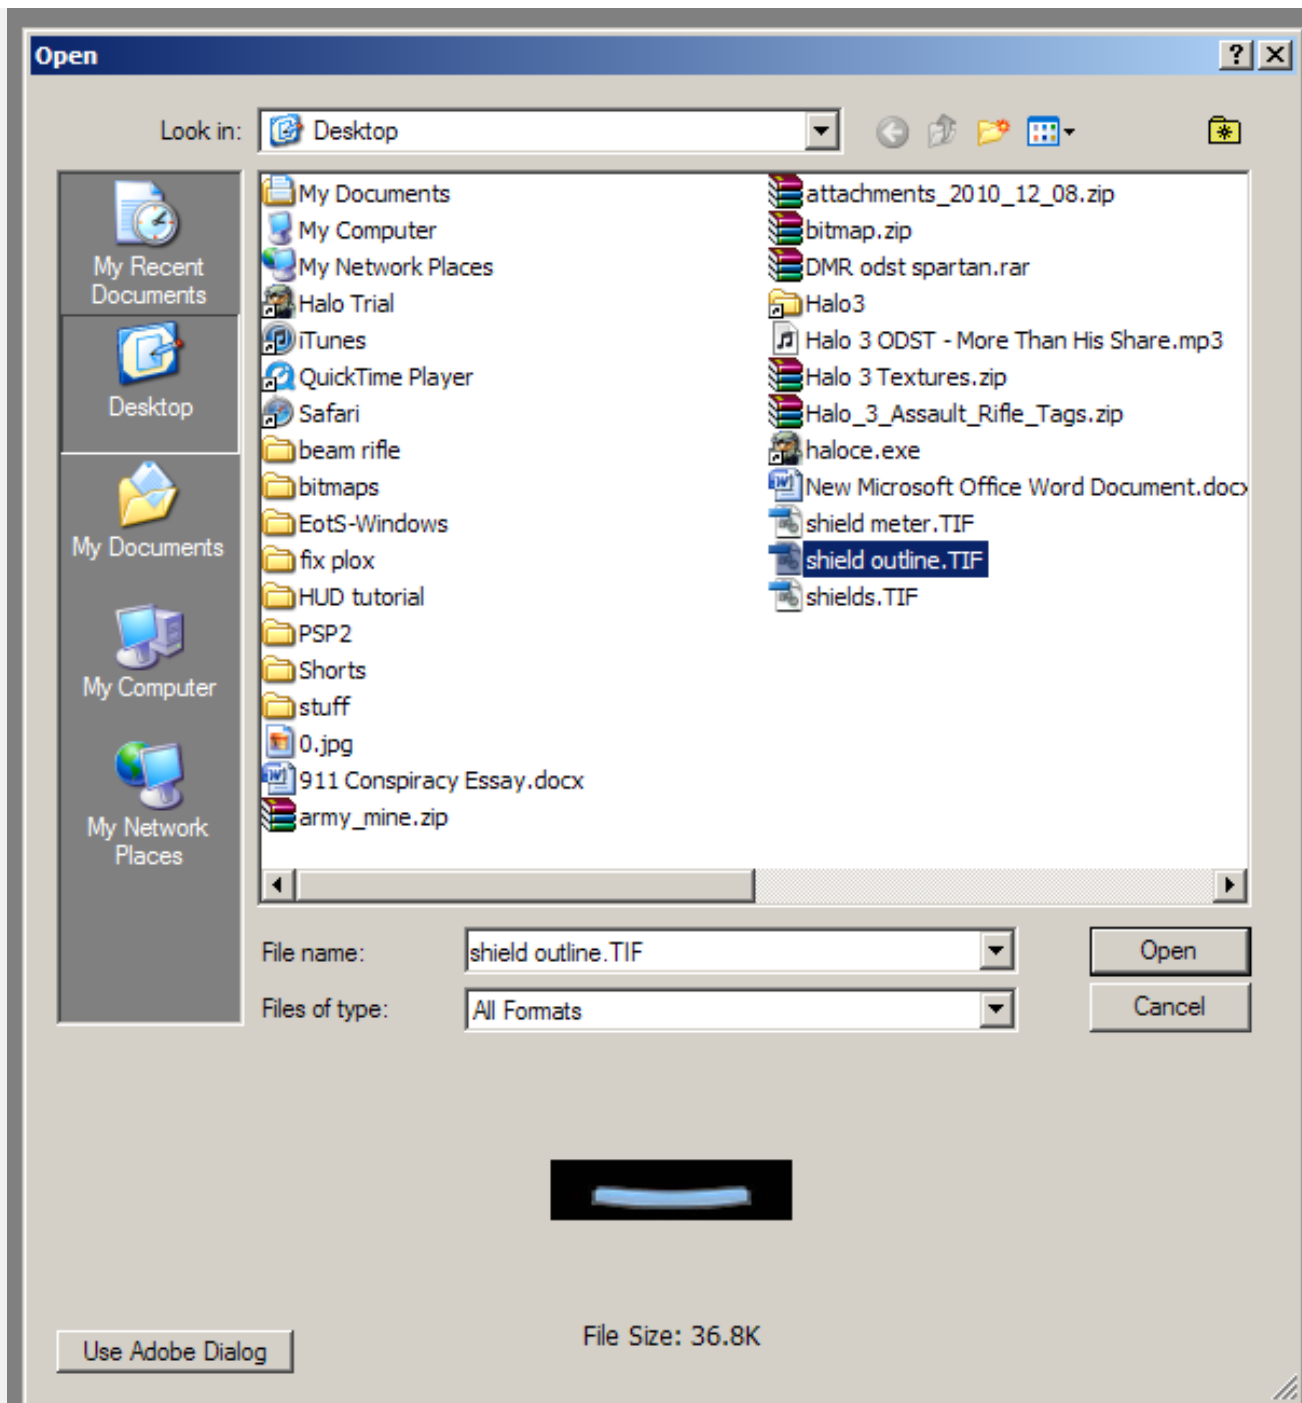 Open
Look in: Desktop
My Recent
Documents
Desktop
My Documents
My Computer
My Network
Places
My Documents
My Computer
My Network Places
Halo Trial
iTunes
QuickTime Player
Safari
beam rifle
bitmaps
EotS-Windows
fix plox
HUD tutorial
PSP2
Shorts
stuff
0.jpg
911 Conspiracy Essay.docx
army_mine.zip
attachments_2010_12_08.zip
bitmap.zip
DMR odst spartan.rar
Halo3
Halo 3 ODST - More Than His Share.mp3
Halo 3 Textures.zip
Halo_3_Assault_Rifle_Tags.zip
haloce.exe
New Microsoft Office Word Document.docx
shield meter.TIF
shield outline.TIF
shields.TIF
File name: shield outline.TIF Open
Files of type: All Formats Cancel
File Size: 36.8K
Use Adobe Dialog